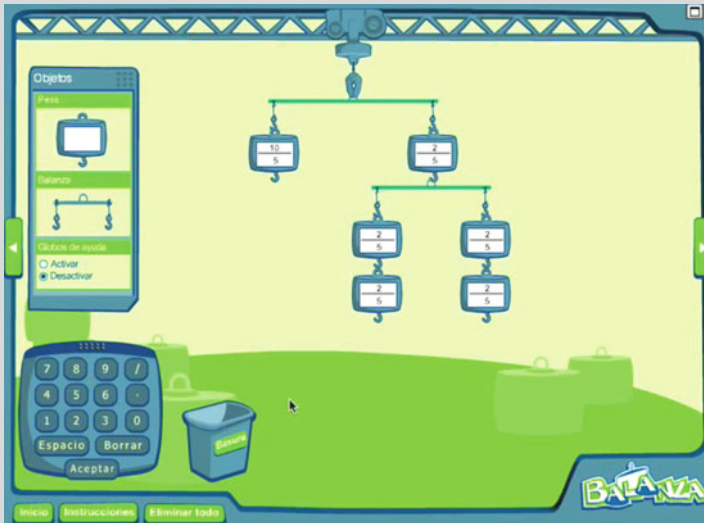 Objetos
Pesa
Balanza
Globos de ayuda
Activar
Desactivar
10
5
2
5
2
5
2
5
2
5
2
5
7 8 9 /
4 5 6 .
1 2 3 0
Espacio Borrar
Aceptar
Basura
BALANZA
Inicio Instrucciones Eliminar todo